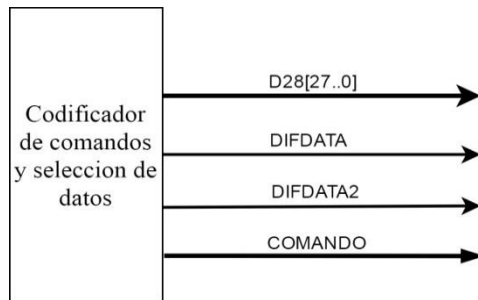 D28[27..0]
Codificador
de comandos
y seleccion de
datos
DIFDATA
DIFDATA2
COMANDO